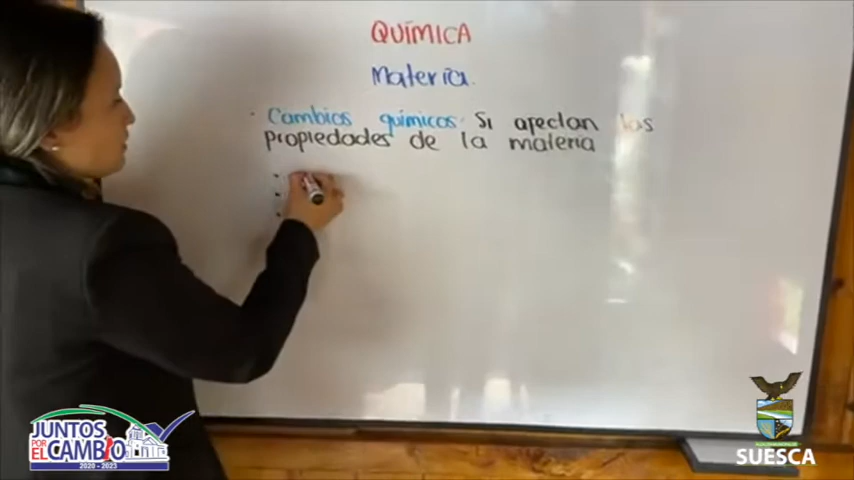 QUÍMICA
Materia.
· Cambios químicos: Si afectan las
propiedades de la materia
JUNTOS
POR EL CAMBIO
2020 - 2023
SUESCA